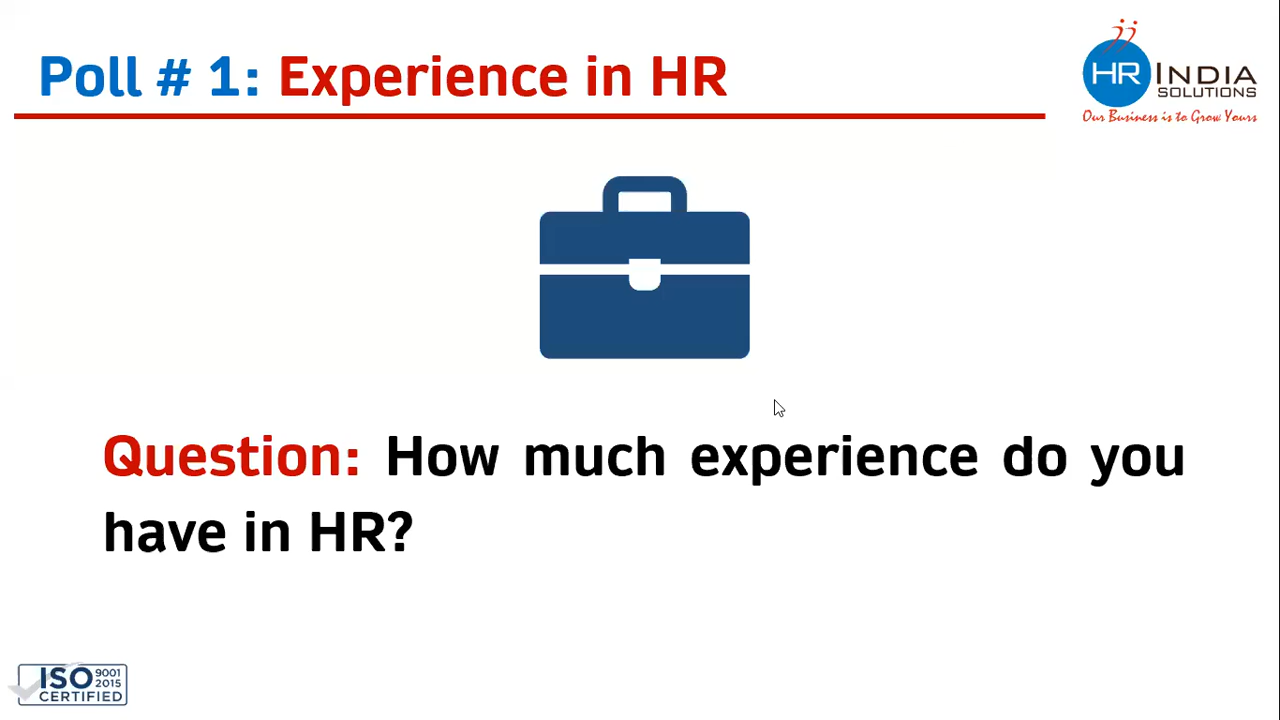 Poll # 1: Experience in HR
HR INDIA
SOLUTIONS
Our Business is to Grow Yours
Question: How much experience do you
have in HR?
ISO 9001
2015
CERTIFIED